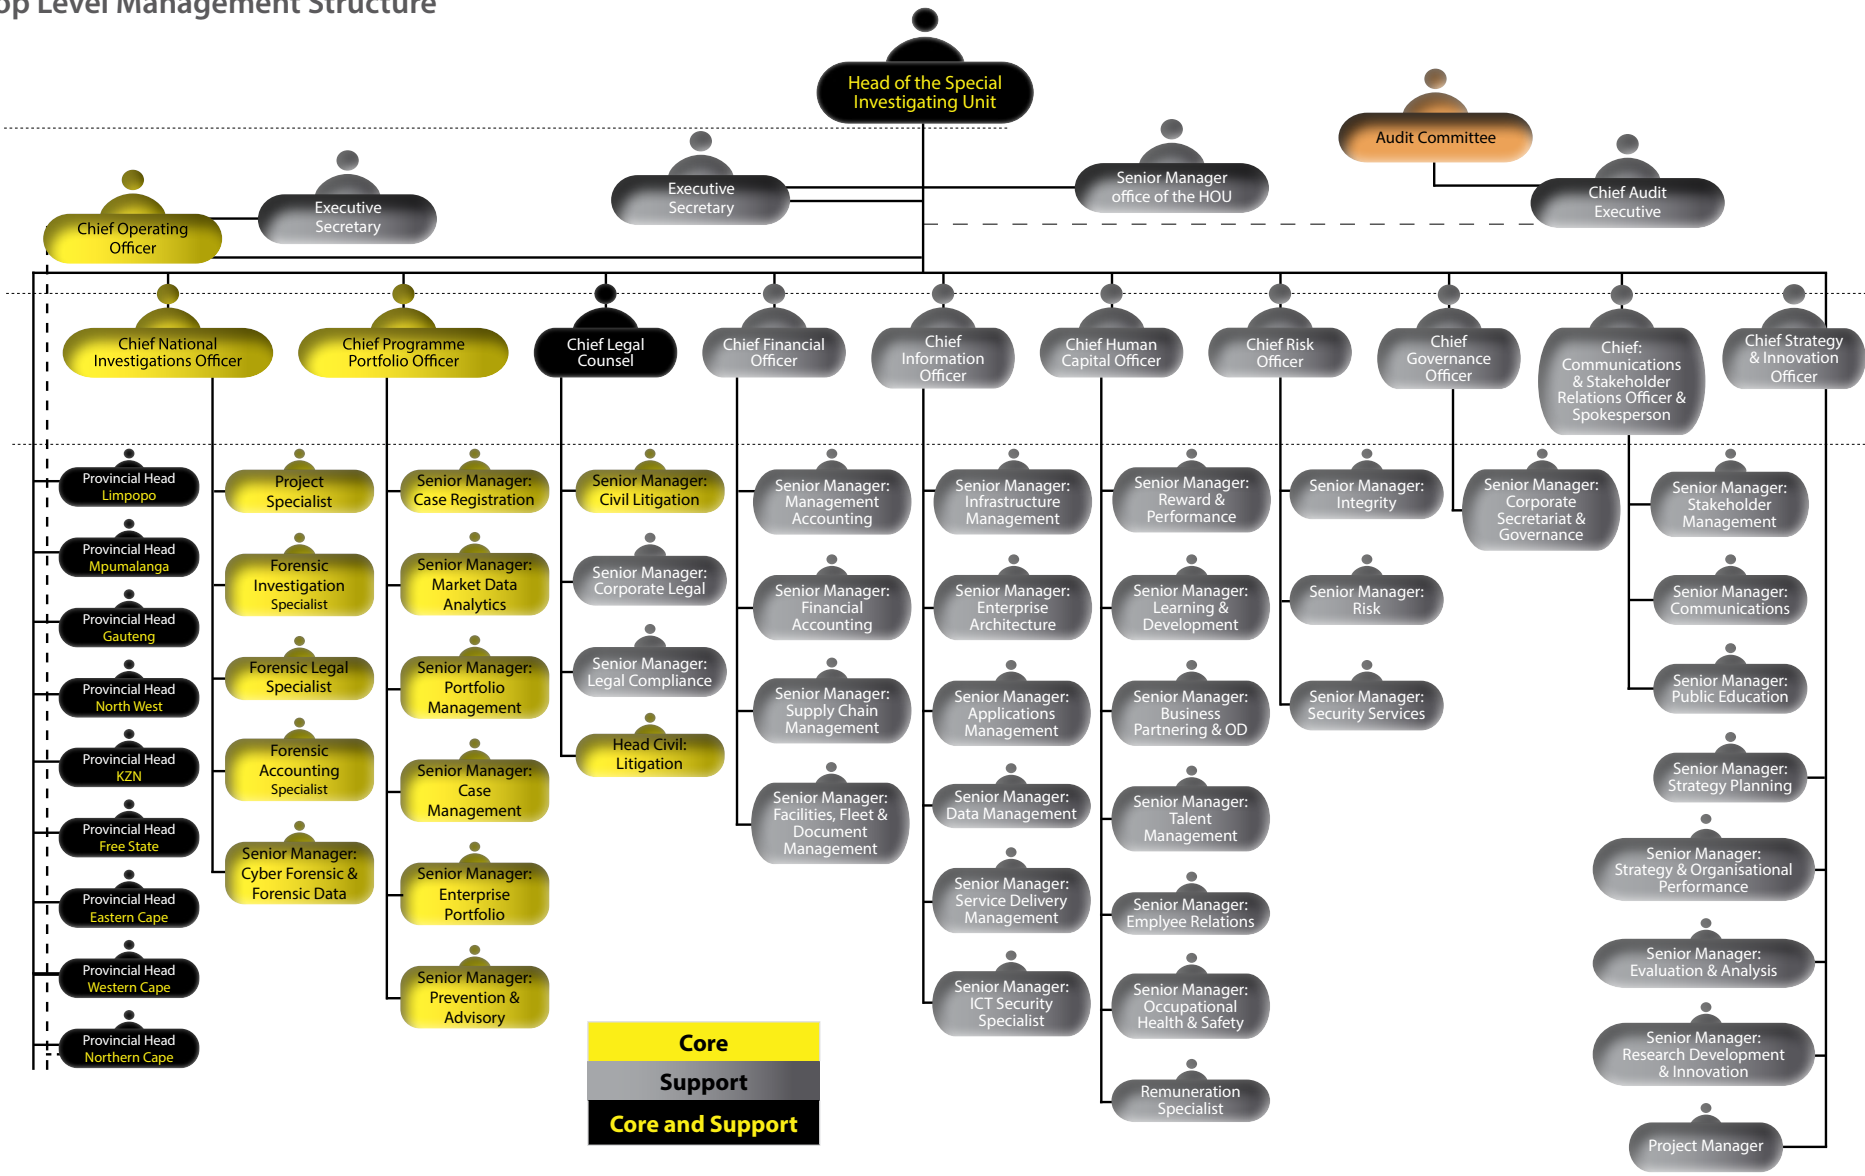 op Level Management Structure
Head of the Special
Investigating Unit
Audit Committee
Executive
Secretary
Senior Manager
office of the HOU
Chief Audit
Executive
Executive
Secretary
Chief Operating
Officer
Chief National
Investigations Officer
Chief Programme
Portfolio Officer
Chief Legal
Counsel
Chief Financial
Officer
Chief
Information
Officer
Chief Human
Capital Officer
Chief Risk
Officer
Chief
Governance
Officer
Chief:
Communications
& Stakeholder
Relations Officer &
Spokesperson
Chief Strategy
& Innovation
Officer
Provincial Head
Limpopo
Provincial Head
Mpumalanga
Provincial Head
Gauteng
Provincial Head
North West
Provincial Head
KZN
Provincial Head
Free State
Provincial Head
Eastern Cape
Provincial Head
Western Cape
Provincial Head
Northern Cape
Project
Specialist
Forensic
Investigation
Specialist
Forensic Legal
Specialist
Forensic
Accounting
Specialist
Senior Manager:
Cyber Forensic &
Forensic Data
Senior Manager:
Case Registration
Senior Manager:
Market Data
Analytics
Senior Manager:
Portfolio
Management
Senior Manager:
Case
Management
Senior Manager:
Enterprise
Portfolio
Senior Manager:
Prevention &
Advisory
Senior Manager:
Civil Litigation
Senior Manager:
Corporate Legal
Senior Manager:
Legal Compliance
Head Civil:
Litigation
Senior Manager:
Management
Accounting
Senior Manager:
Financial
Accounting
Senior Manager:
Supply Chain
Management
Senior Manager:
Facilities, Fleet &
Document
Management
Senior Manager:
Infrastructure
Management
Senior Manager:
Enterprise
Architecture
Senior Manager:
Applications
Management
Senior Manager:
Data Management
Senior Manager:
Service Delivery
Management
Senior Manager:
ICT Security
Specialist
Senior Manager:
Reward &
Performance
Senior Manager:
Learning &
Development
Senior Manager:
Business
Partnering & OD
Senior Manager:
Talent
Management
Senior Manager:
Emplyee Relations
Senior Manager:
Occupational
Health & Safety
Remuneration
Specialist
Senior Manager:
Integrity
Senior Manager:
Risk
Senior Manager:
Security Services
Senior Manager:
Corporate
Secretariat &
Governance
Senior Manager:
Stakeholder
Management
Senior Manager:
Communications
Senior Manager:
Public Education
Senior Manager:
Strategy Planning
Senior Manager:
Strategy & Organisational
Performance
Senior Manager:
Evaluation & Analysis
Senior Manager:
Research Development
& Innovation
Project Manager
Core
Support
Core and Support